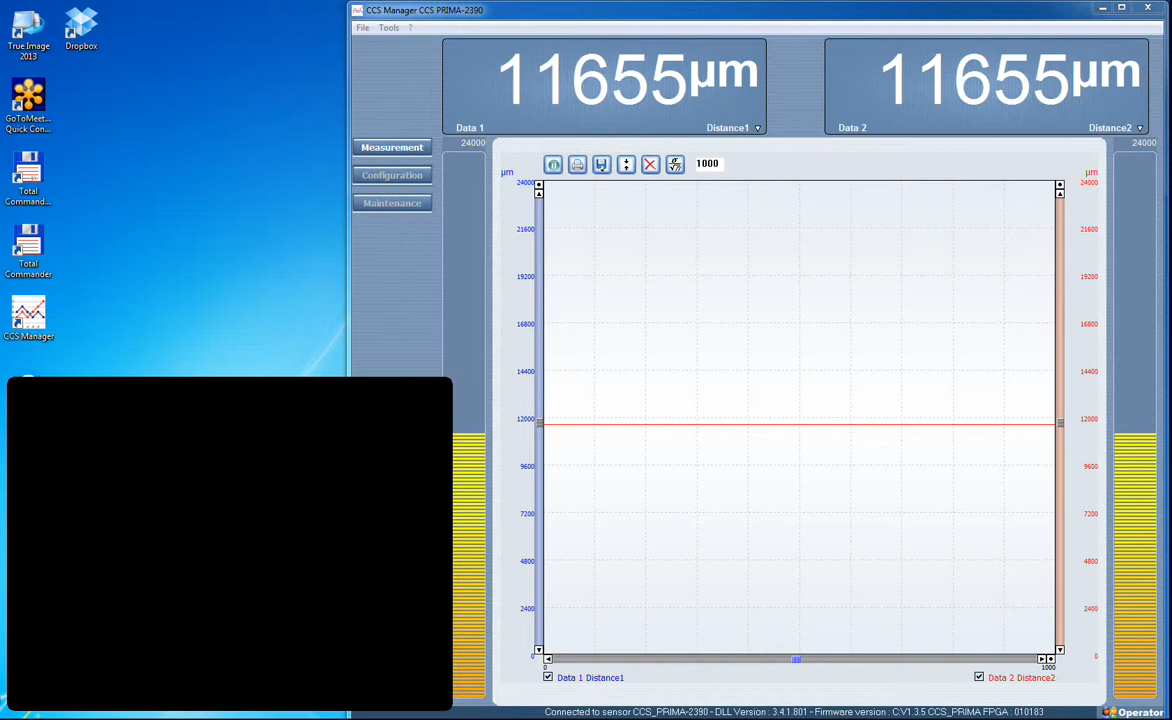 True Image
2013
Dropbox
GoToMeet...
Quick Con...
Total
Command...
Total
Commander
CCS Manager
CCS Manager CCS PRIMA-2390
File Tools ?
11655µm
Data 1 Distance1
11655µm
Data 2 Distance2
Measurement
Configuration
Maintenance
24000
24000
1000
µm
µm
24000
21600
19200
16800
14400
12000
9600
7200
4800
2400
0
24000
21600
19200
16800
14400
12000
9600
7200
4800
2400
0
0
1000
Data 1 Distance1
Data 2 Distance2
Connected to sensor CCS_PRIMA-2390 - DLL Version : 3.4.1.801 - Firmware version : C:V1.3.5 CCS_PRIMA FPGA : 010183
Operator